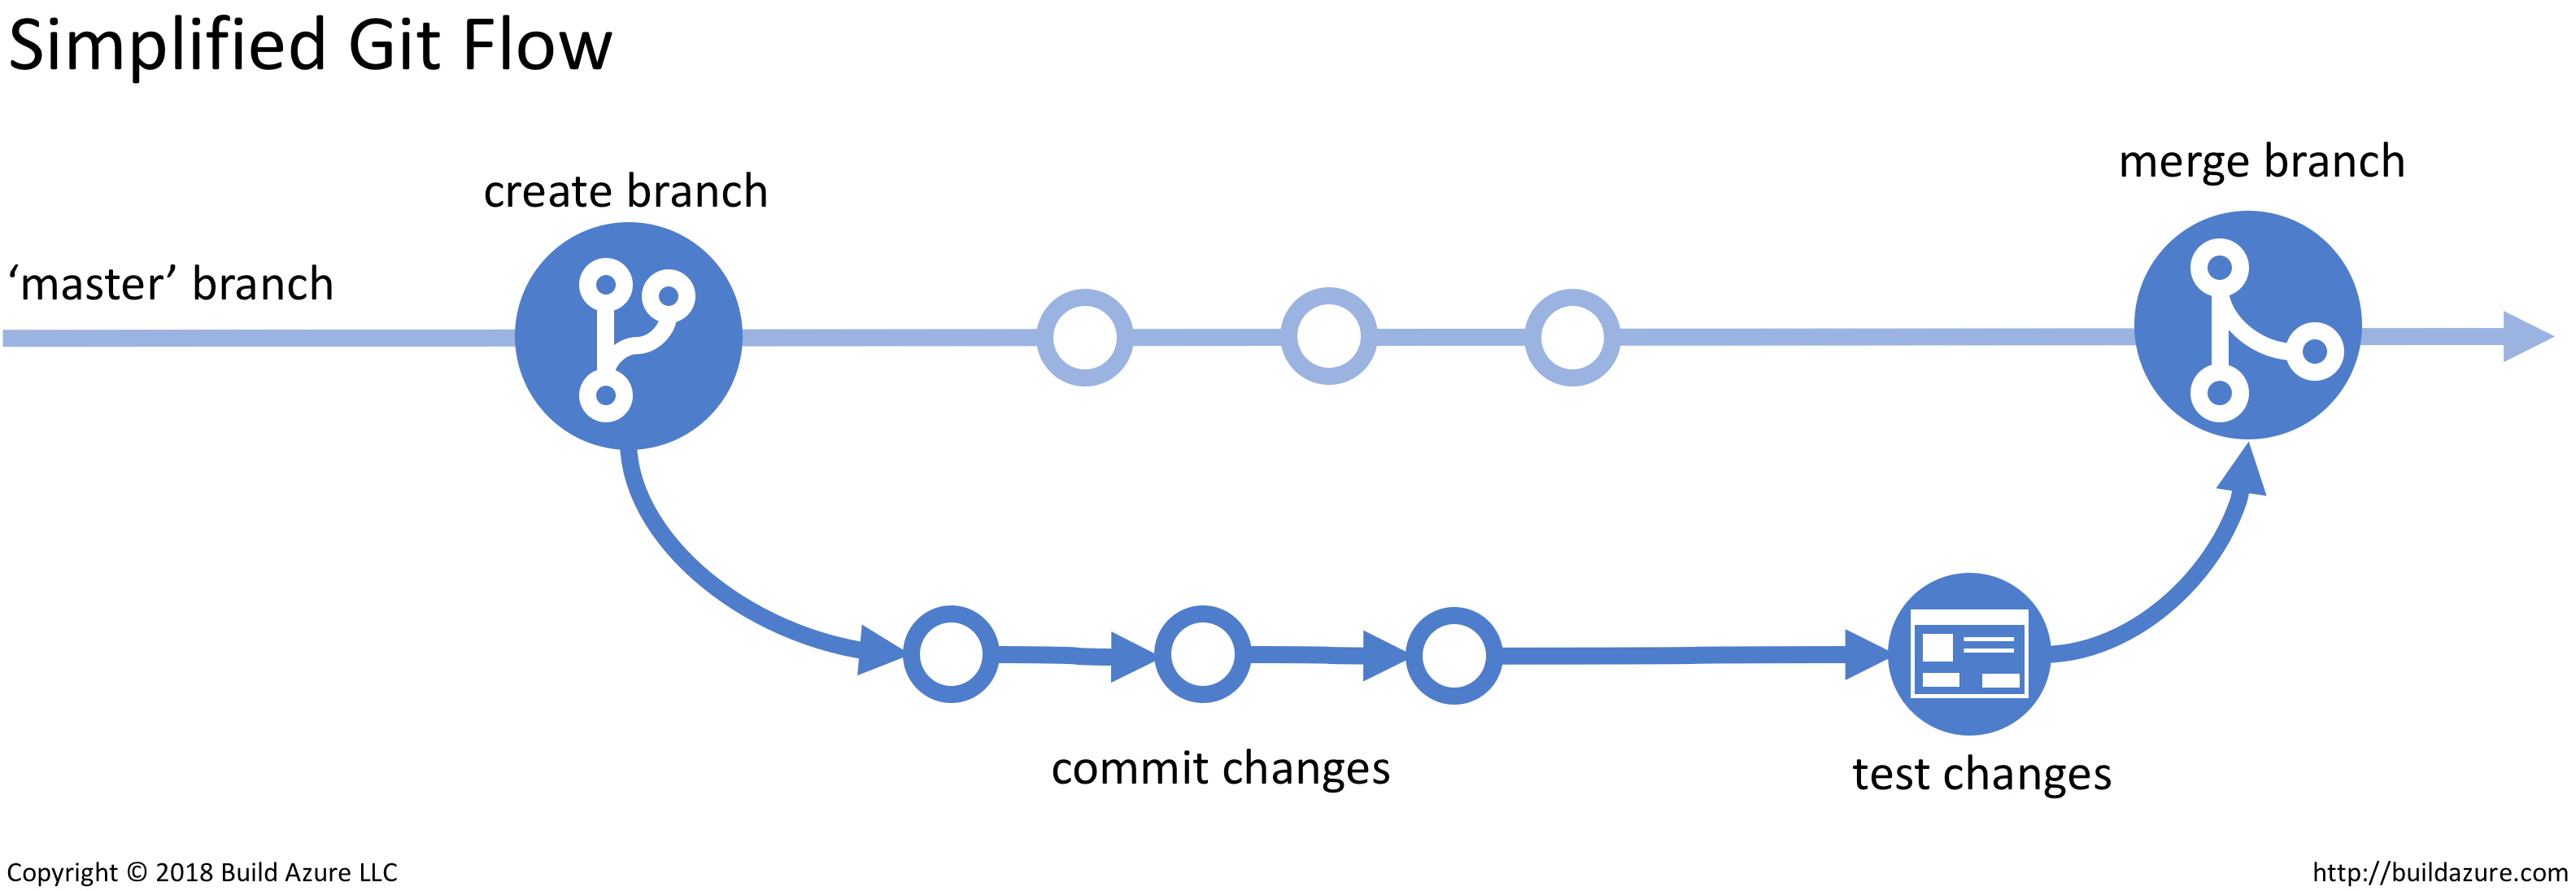 Simplified Git Flow
merge branch
create branch
‘master’ branch
commit changes
test changes
Copyright © 2018 Build Azure LLC
http://buildazure.com